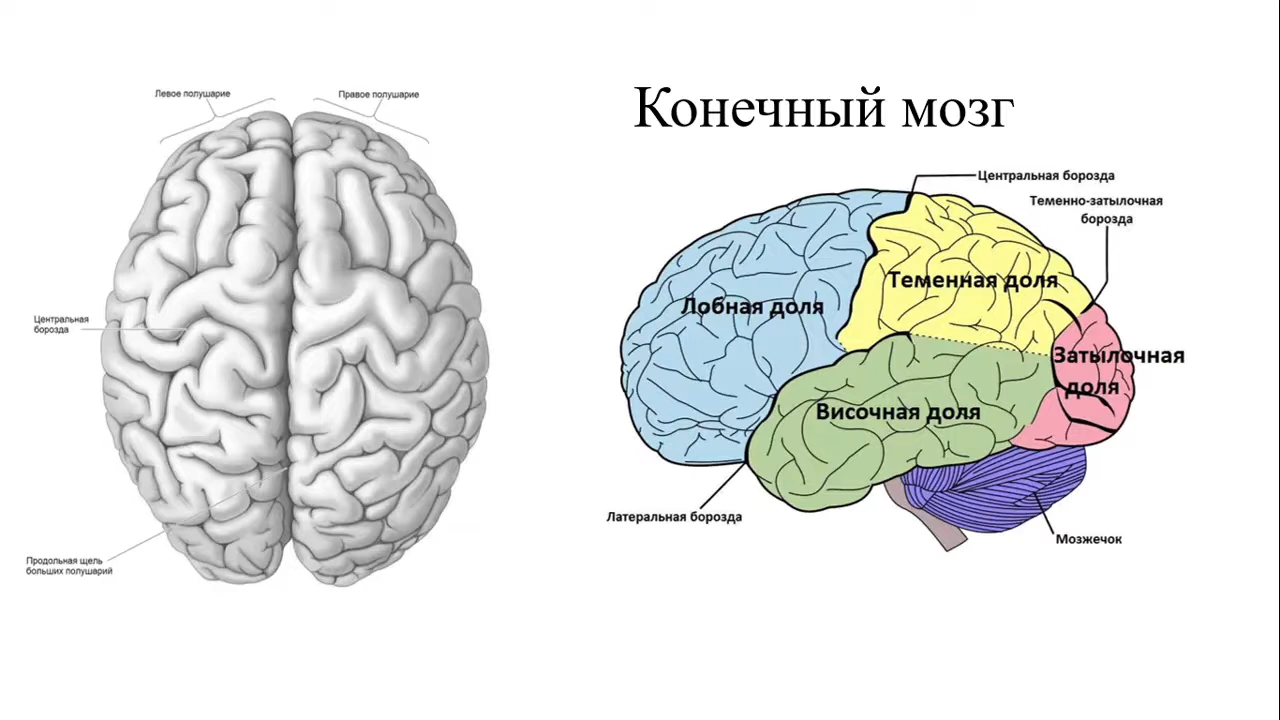 Левое полушарие
Правое полушарие
Центральная
борозда
Продольная щель
больших полушарий
Конечный мозг
Центральная борозда
Теменно-затылочная
борозда
Лобная доля
Теменная доля
Затылочная
доля
Височная доля
Латеральная борозда
Мозжечок